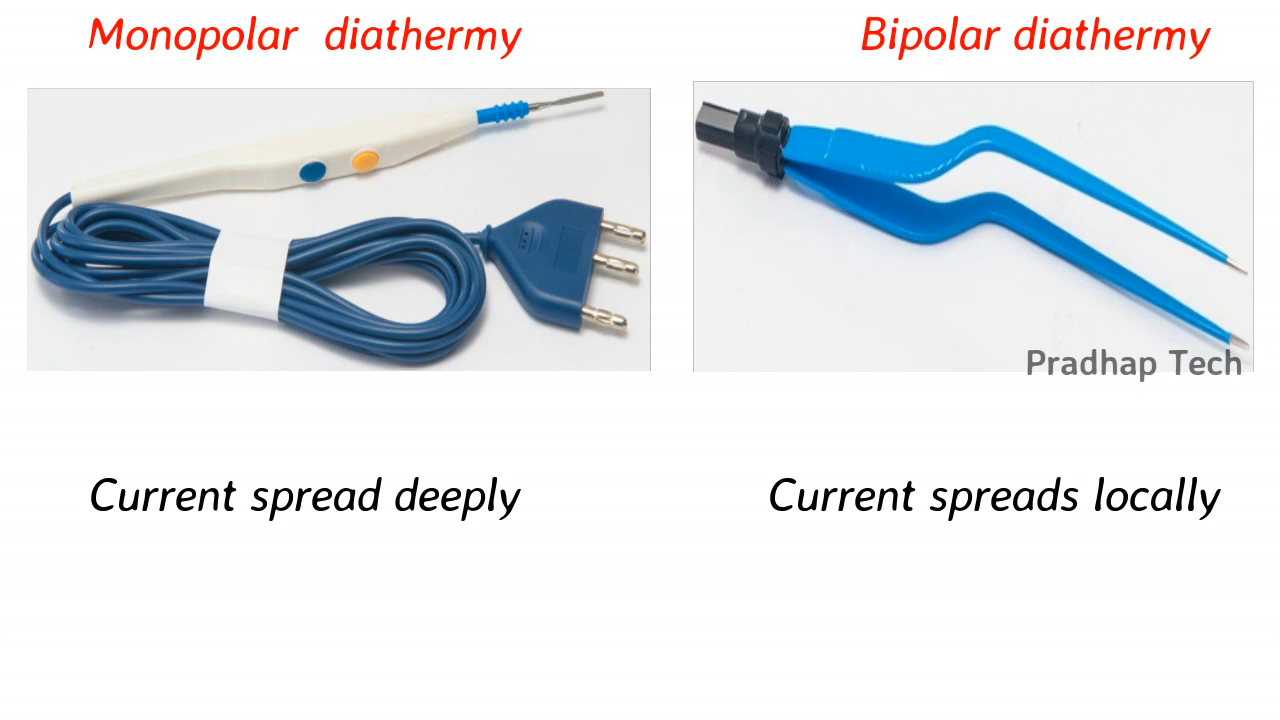 Monopolar diathermy
Bipolar diathermy
Pradhap Tech
Current spread deeply
Current spreads locally